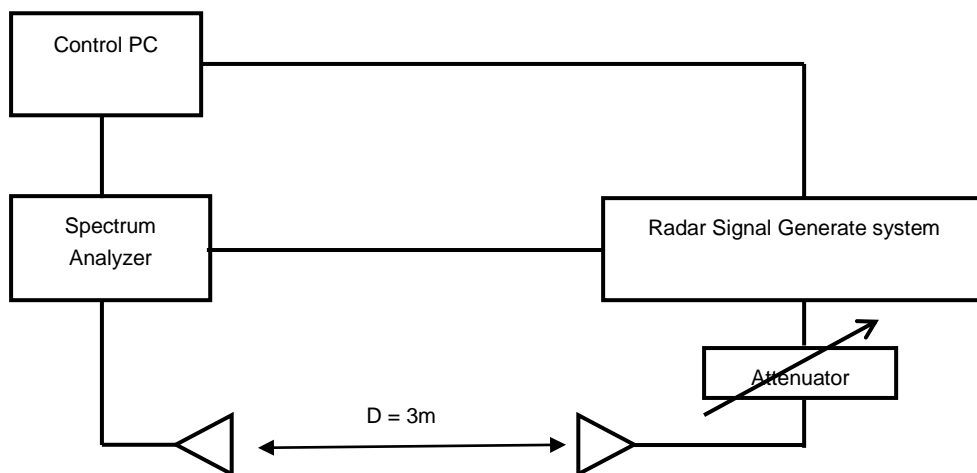 Control PC
Spectrum
Analyzer
Radar Signal Generate system
Attenuator
D = 3m